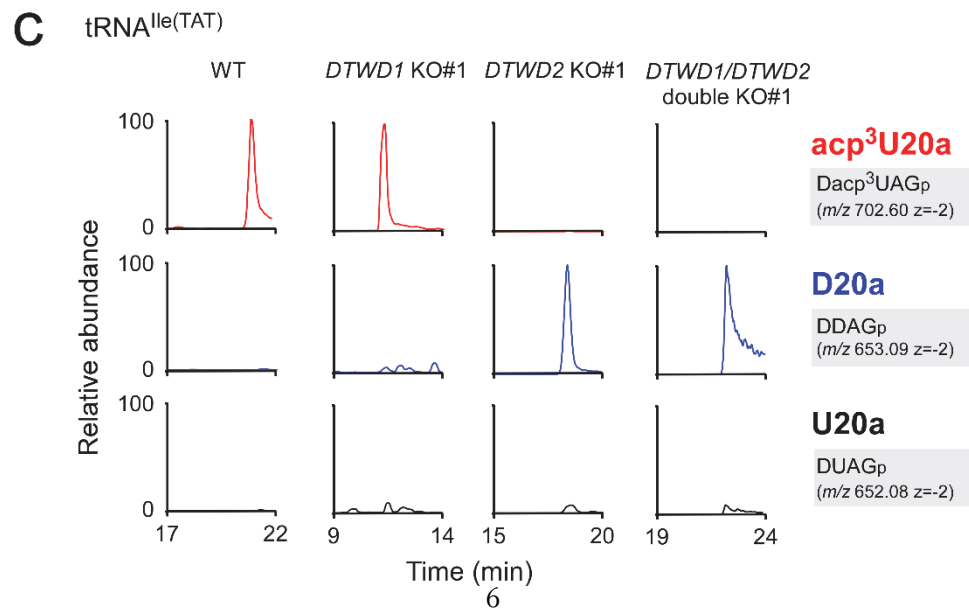 C tRNA^Ile(TAT)
WT DTWD1 KO#1 DTWD2 KO#1 DTWD1/DTWD2 double KO#1
Relative abundance
100
0
acp³U20a
Dacp³UAGp
(m/z 702.60 z=-2)
100
0
D20a
DDAGp
(m/z 653.09 z=-2)
100
0
U20a
DUAGp
(m/z 652.08 z=-2)
17 22 9 14 15 20 19 24
Time (min)
6